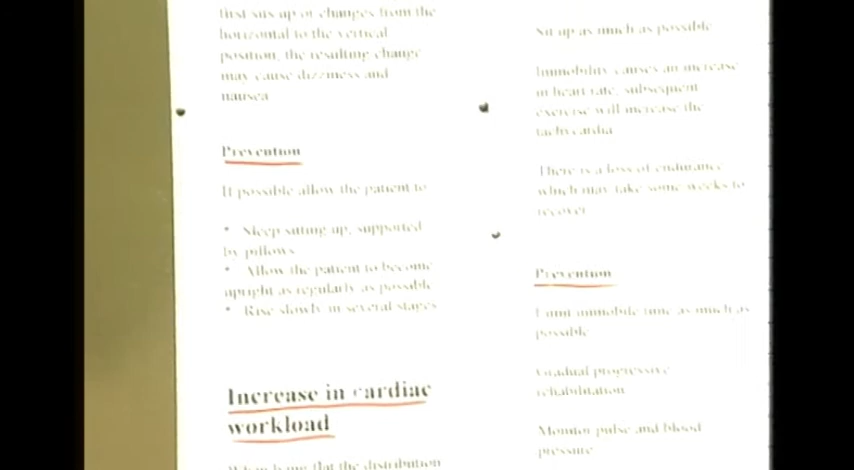 first sits up or changes from the
horizontal to the vertical
position, the resulting change
may cause dizziness and
nausea
Prevention
If possible allow the patient to
* Sleep sitting up, supported
by pillows
* Allow the patient to become
upright as regularly as possible
* Rise slowly in several stages
Increase in cardiac
workload
When lying flat the distribution
Sit up as much as possible
Immobility causes an increase
in heart rate, subsequent
exercise will increase the
tachycardia
There is a loss of endurance
which may take some weeks to
recover
Prevention
Limit immobile time as much as
possible
Gradual progressive
rehabilitation
Monitor pulse and blood
pressure